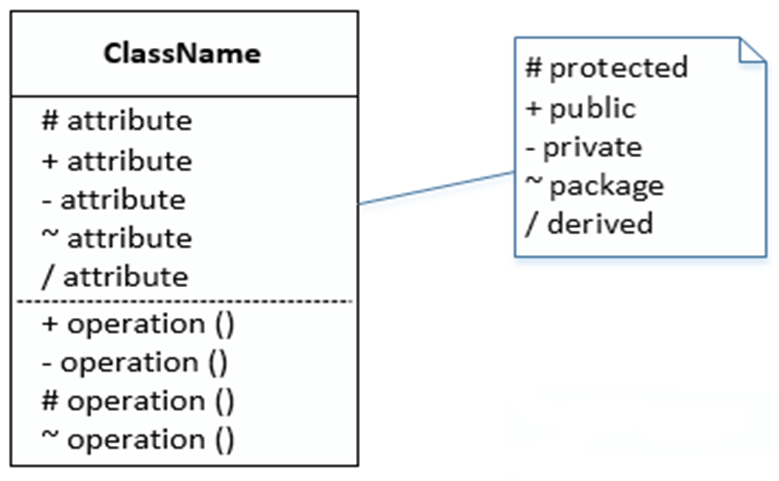 ClassName
# attribute
+ attribute
- attribute
~ attribute
/ attribute
+ operation ()
- operation ()
# operation ()
~ operation ()
# protected
+ public
- private
~ package
/ derived